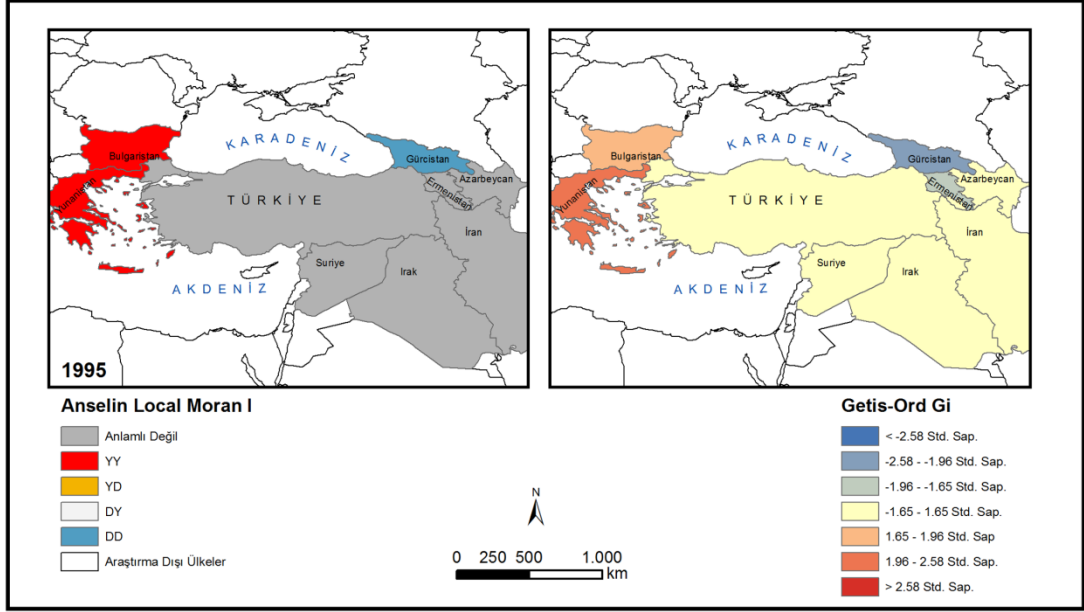 KARADENİZ
Bulgaristan
Gürcistan
Azarbeycan
Ermenistan
Yunanistan
TÜRKİYE
İran
Suriye
Irak
AKDENİZ
1995
KARADENİZ
Bulgaristan
Gürcistan
Azarbeycan
Ermenistan
Yunanistan
TÜRKİYE
İran
Suriye
Irak
AKDENİZ
Anselin Local Moran I
Anlamlı Değil
YY
YD
DY
DD
Araştırma Dışı Ülkeler
N
0 250 500 1.000
km
Getis-Ord Gi
< -2.58 Std. Sap.
-2.58 - -1.96 Std. Sap.
-1.96 - -1.65 Std. Sap.
-1.65 - 1.65 Std. Sap.
1.65 - 1.96 Std. Sap
1.96 - 2.58 Std. Sap.
> 2.58 Std. Sap.